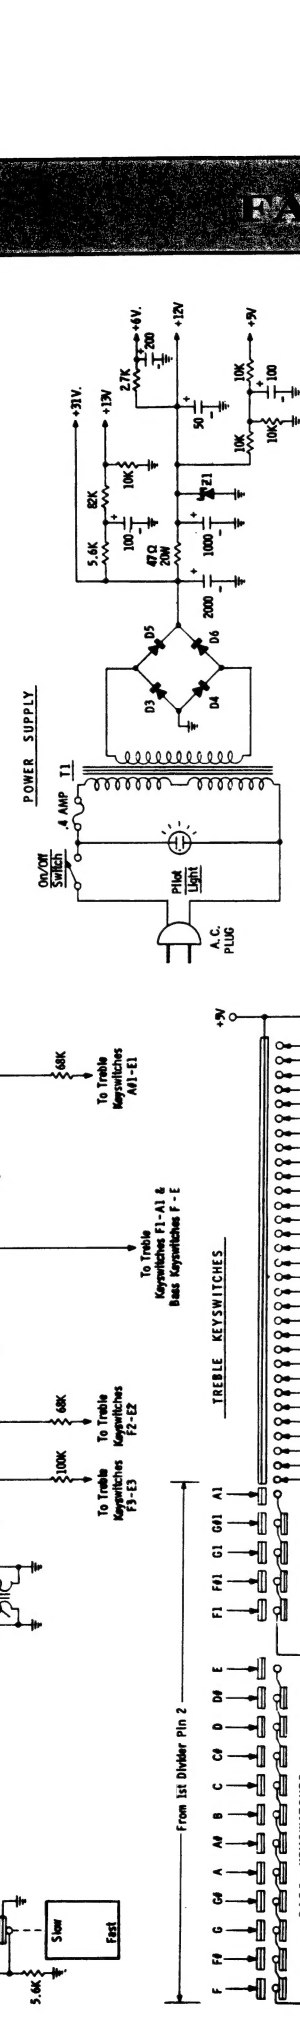 FA
POWER SUPPLY
On/Off
Switch
.4 AMP
T1
A.C.
PLUG
Pilot
Light
D3
D5
D4
D6
+31V.
+13V
5.6K
82K
100
10K
47Ω
20W
2000
1000
Z1
+6V.
2.7K
200
+12V
50
+5V
10K
10K
100
10K
68K
To Treble
Keyswitches
A#1-E1
To Treble
Keyswitches F1-A1 &
Bass Keyswitches F - E
68K
To Treble
Keyswitches
F2-E2
100K
To Treble
Keyswitches
F3-E3
+5V
TREBLE KEYSWITCHES
From 1st Divider Pin 2
F
F#
G
G#
A
A#
B
C
C#
D
D#
E
F1
F#1
G1
G#1
A1
5.6K
Slow
Fast